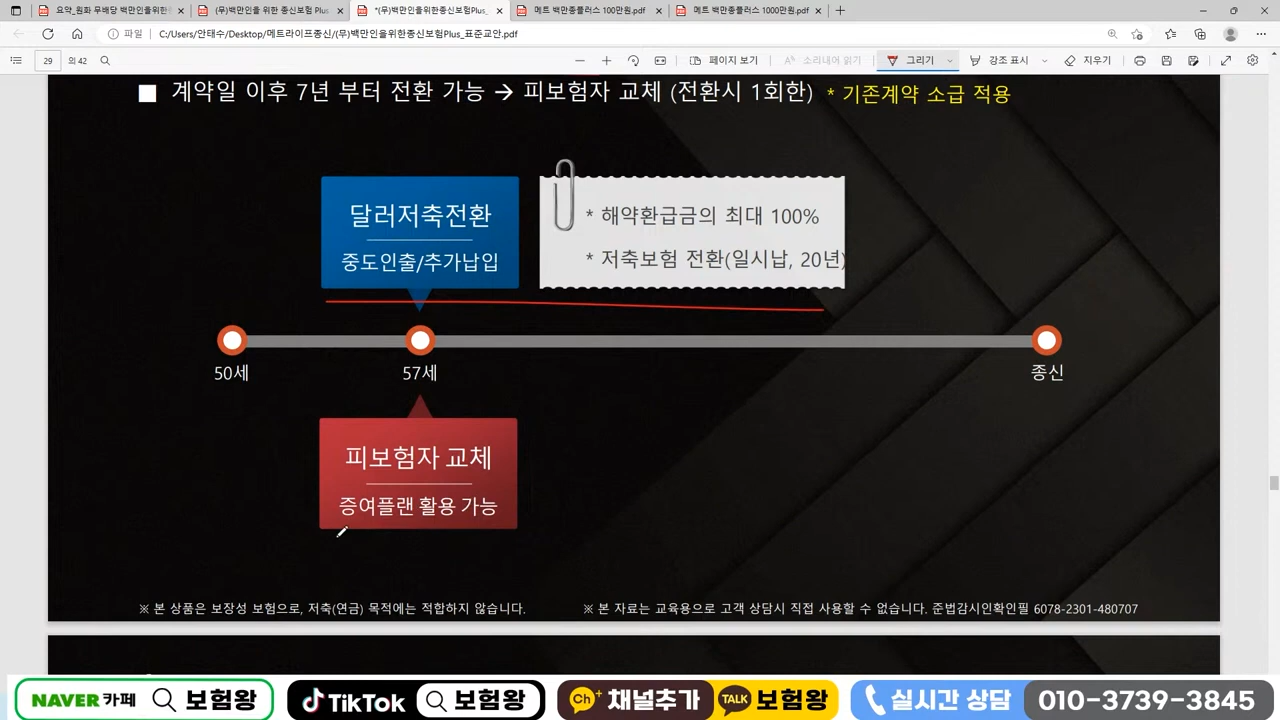 요약_원화 무배당 백만인을위한
(무)백만인을 위한 종신보험 Plus_
*(무)백만인을위한종신보험Plus_
메트 백만종플러스 100만원.pdf
메트 백만종플러스 1000만원.pdf
파일
C:/Users/안태수/Desktop/메트라이프종신/(무)백만인을위한종신보험Plus_표준교안.pdf
29 의 42
페이지 보기
소리내어 읽기
그리기
강조 표시
지우기
■ 계약일 이후 7년 부터 전환 가능 → 피보험자 교체 (전환시 1회한) * 기존계약 소급 적용
달러저축전환
중도인출/추가납입
* 해약환급금의 최대 100%
* 저축보험 전환(일시납, 20년)
50세
57세
종신
피보험자 교체
증여플랜 활용 가능
※ 본 상품은 보장성 보험으로, 저축(연금) 목적에는 적합하지 않습니다.
※ 본 자료는 교육용으로 고객 상담시 직접 사용할 수 없습니다. 준법감시인확인필 6078-2301-480707
NAVER 카페 보험왕
TikTok 보험왕
Ch+ 채널추가 TALK 보험왕
실시간 상담 010-3739-3845